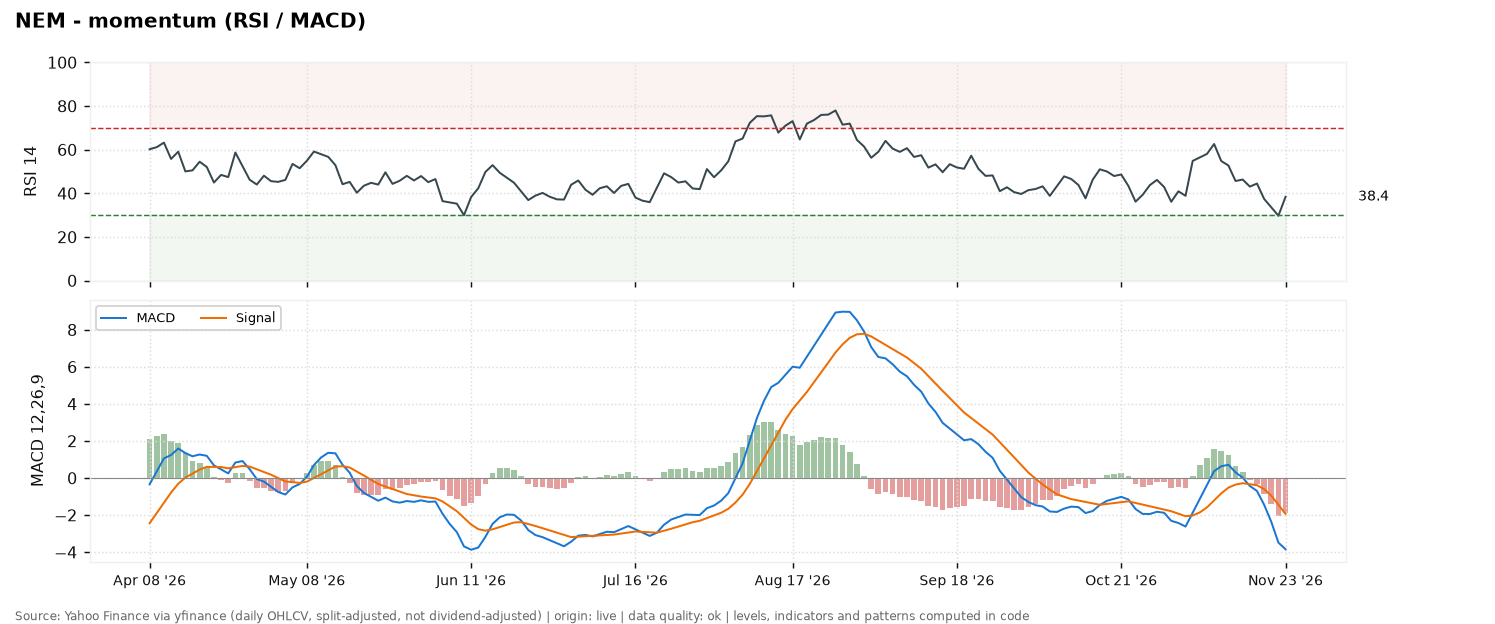 NEM - momentum (RSI / MACD)
100
80
60
40
20
0
RSI 14
38.4
MACD
Signal
8
6
4
2
0
−2
−4
MACD 12,26,9
Apr 08 '26
May 08 '26
Jun 11 '26
Jul 16 '26
Aug 17 '26
Sep 18 '26
Oct 21 '26
Nov 23 '26
Source: Yahoo Finance via yfinance (daily OHLCV, split-adjusted, not dividend-adjusted) | origin: live | data quality: ok | levels, indicators and patterns computed in code